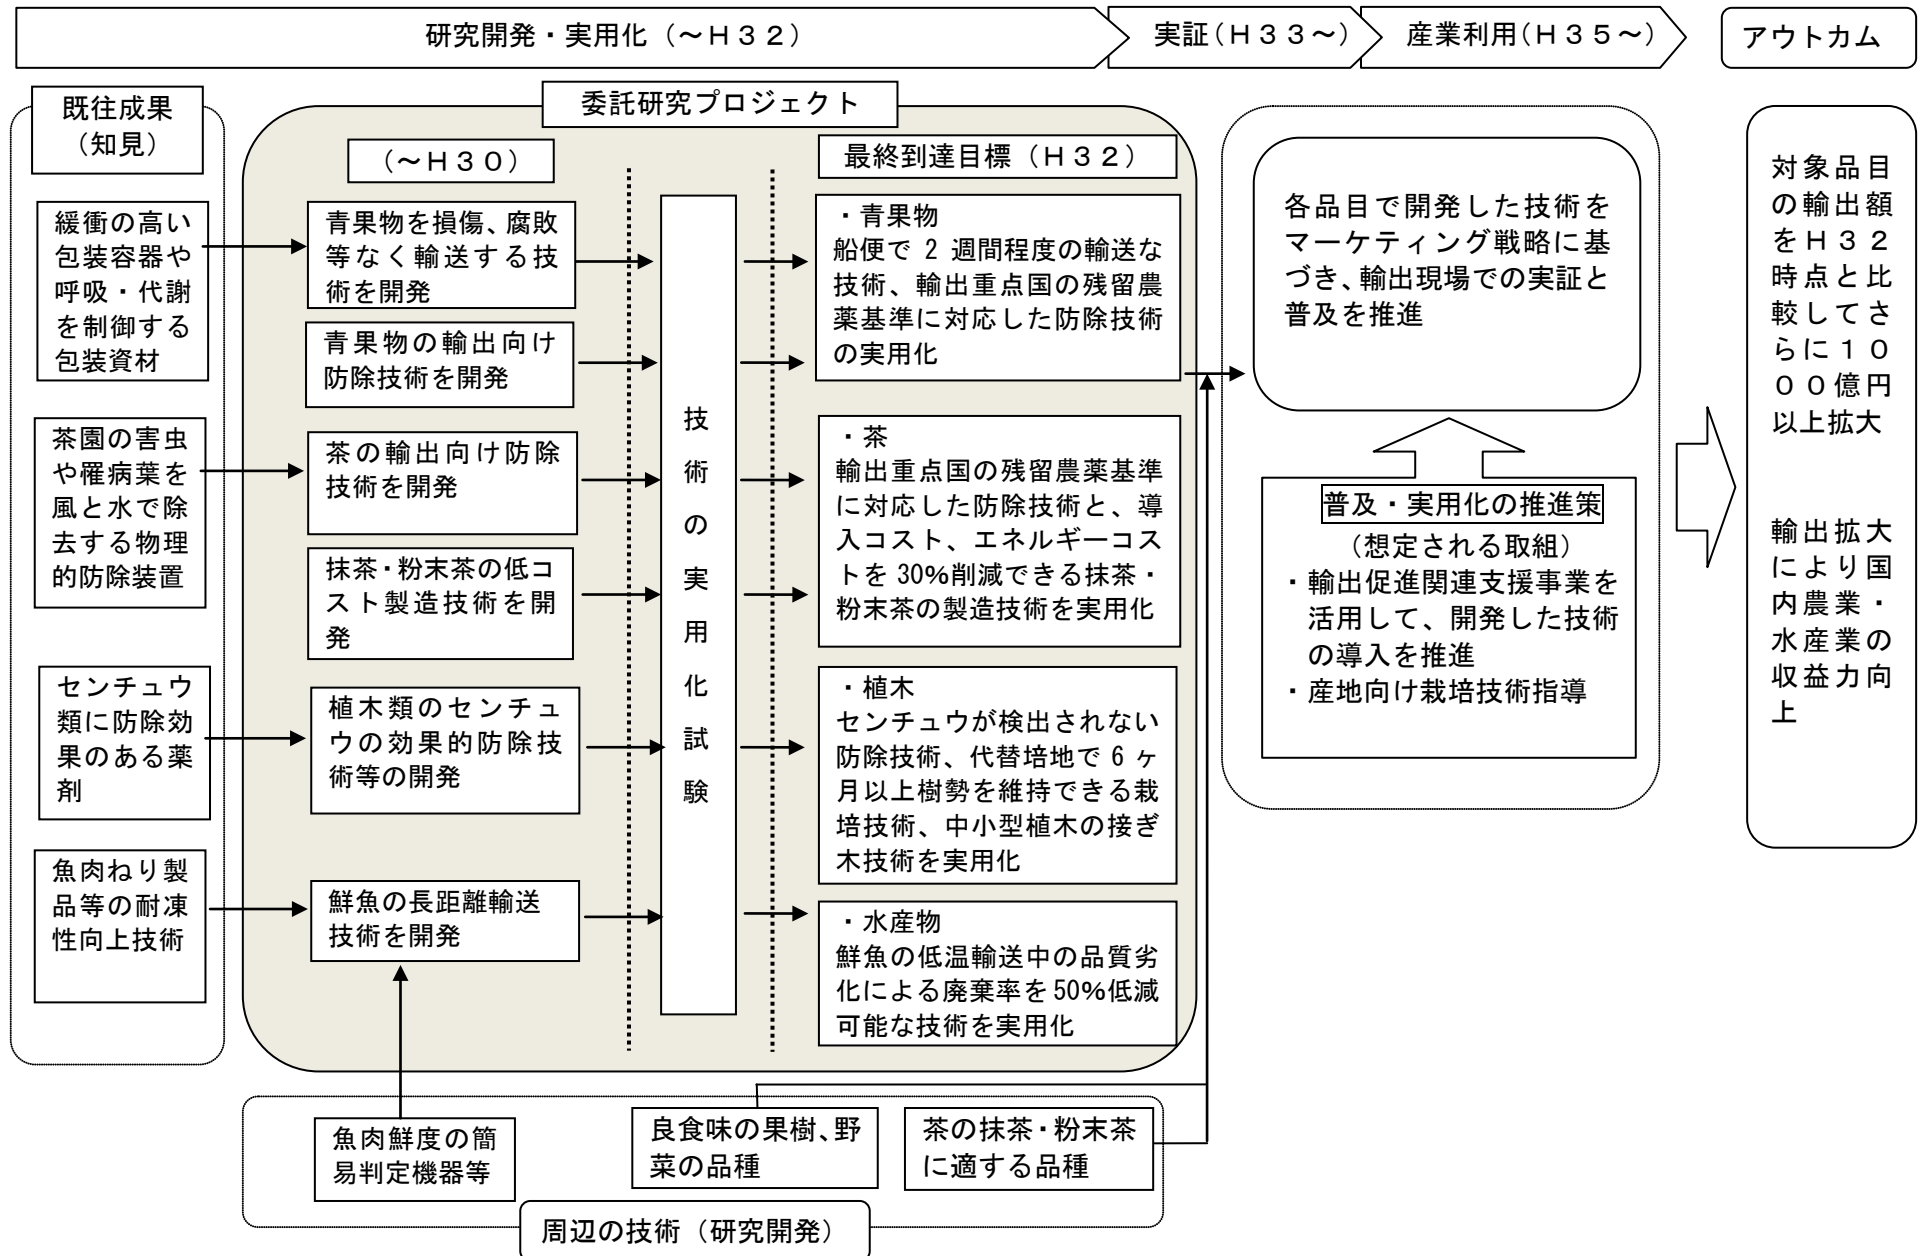 研究開発・実用化（～Ｈ３２）
実証（Ｈ３３～）
産業利用（Ｈ３５～）
アウトカム
既往成果
（知見）
緩衝の高い
包装容器や
呼吸・代謝
を制御する
包装資材
茶園の害虫
や罹病葉を
風と水で除
去する物理
的防除装置
センチュウ
類に防除効
果のある薬
剤
魚肉ねり製
品等の耐凍
性向上技術
委託研究プロジェクト
（～Ｈ３０）
青果物を損傷、腐敗
等なく輸送する技
術を開発
青果物の輸出向け
防除技術を開発
茶の輸出向け防除
技術を開発
抹茶・粉末茶の低コ
スト製造技術を開
発
植木類のセンチュ
ウの効果的防除技
術等の開発
鮮魚の長距離輸送
技術を開発
技術の実用化試験
最終到達目標（Ｈ３２）
・青果物
船便で 2 週間程度の輸送な
技術、輸出重点国の残留農
薬基準に対応した防除技術
の実用化
・茶
輸出重点国の残留農薬基準
に対応した防除技術と、導
入コスト、エネルギーコス
トを 30%削減できる抹茶・
粉末茶の製造技術を実用化
・植木
センチュウが検出されない
防除技術、代替培地で 6 ヶ
月以上樹勢を維持できる栽
培技術、中小型植木の接ぎ
木技術を実用化
・水産物
鮮魚の低温輸送中の品質劣
化による廃棄率を 50%低減
可能な技術を実用化
各品目で開発した技術を
マーケティング戦略に基
づき、輸出現場での実証と
普及を推進
普及・実用化の推進策
（想定される取組）
・輸出促進関連支援事業を
活用して、開発した技術
の導入を推進
・産地向け栽培技術指導
対象品目
の輸出額
をＨ３２
時点と比
較してさ
らに１０
０億円
以上拡大
輸出拡大
により国
内農業・
水産業の
収益力向
上
魚肉鮮度の簡
易判定機器等
良食味の果樹、野
菜の品種
茶の抹茶・粉末茶
に適する品種
周辺の技術（研究開発）